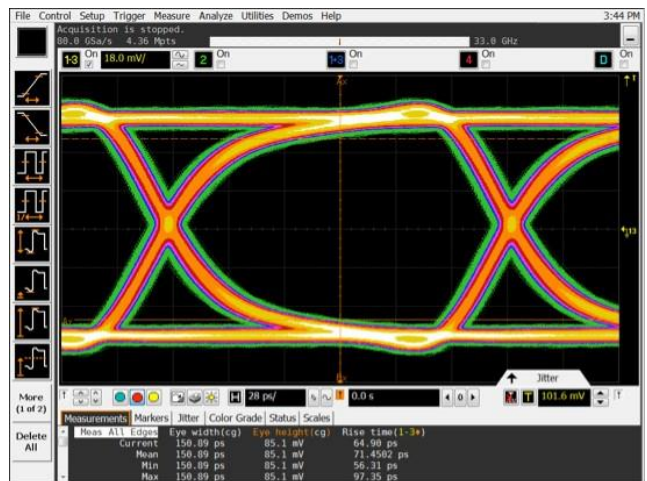 File Control Setup Trigger Measure Analyze Utilities Demos Help 3:44 PM
Acquisition is stopped.
80.0 GSa/s 4.36 Mpts 33.0 GHz
1-3 On 18.0 mV/ 2 On On 4 On D On
Ax
Bx
Jitter
More
(1 of 2)
H 28 ps/ 0.0 s 0 T 101.6 mV
Delete
All
Measurements Markers Jitter Color Grade Status Scales
Meas All Edges Eye width(cg) Eye height(cg) Rise time(1-3♦)
Current 150.89 ps 85.1 mV 64.90 ps
Mean 150.89 ps 85.1 mV 71.4502 ps
Min 150.89 ps 85.1 mV 56.31 ps
Max 150.89 ps 85.1 mV 97.35 ps